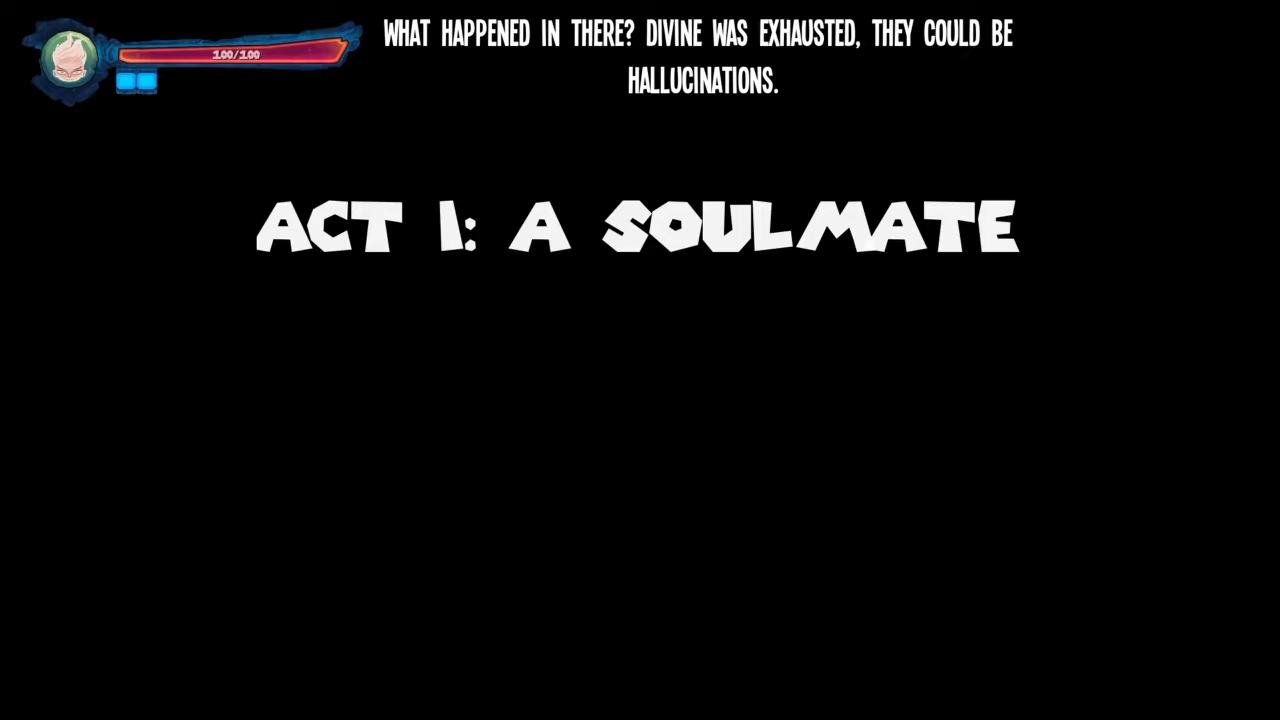 WHAT HAPPENED IN THERE? DIVINE WAS EXHAUSTED, THEY COULD BE
HALLUCINATIONS.
100/100
ACT 1: A SOULMATE